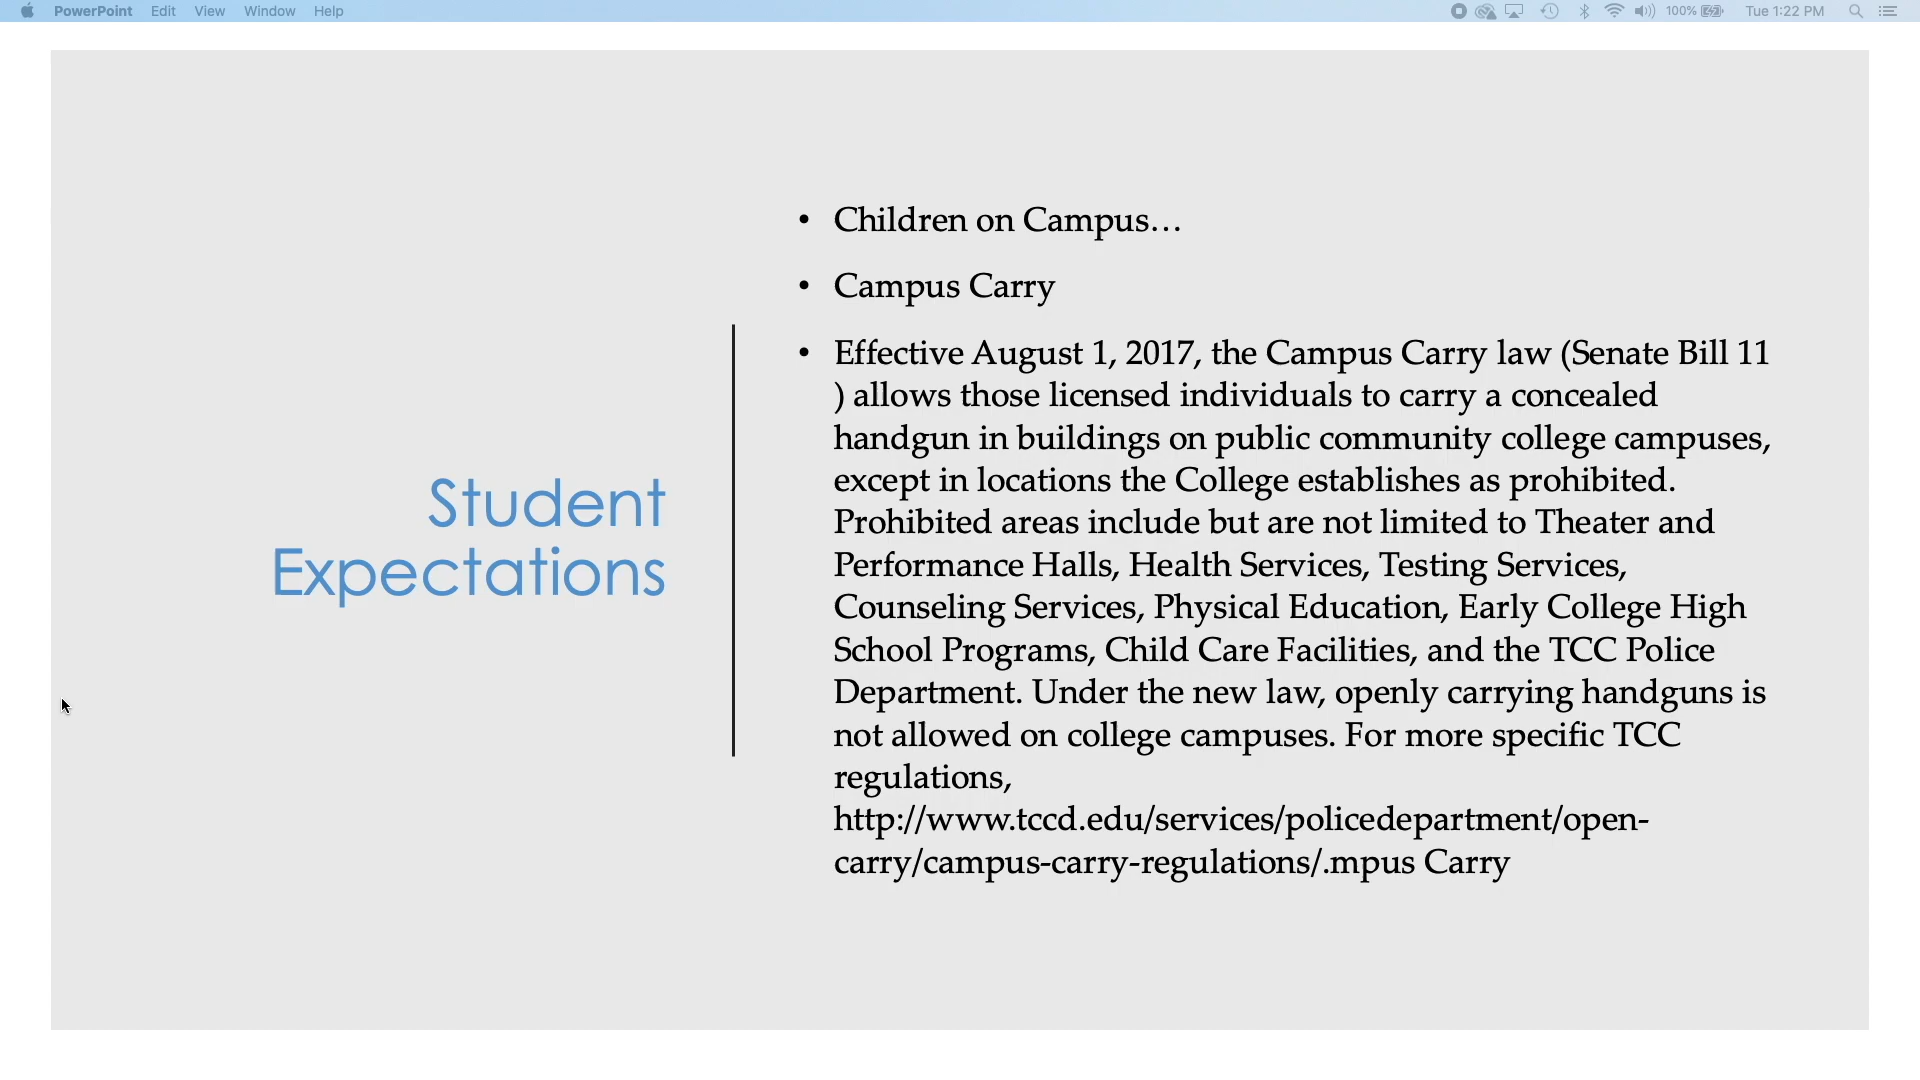 PowerPoint Edit View Window Help 100% Tue 1:22 PM
Student
Expectations
• Children on Campus…
• Campus Carry
• Effective August 1, 2017, the Campus Carry law (Senate Bill 11
) allows those licensed individuals to carry a concealed
handgun in buildings on public community college campuses,
except in locations the College establishes as prohibited.
Prohibited areas include but are not limited to Theater and
Performance Halls, Health Services, Testing Services,
Counseling Services, Physical Education, Early College High
School Programs, Child Care Facilities, and the TCC Police
Department. Under the new law, openly carrying handguns is
not allowed on college campuses. For more specific TCC
regulations,
http://www.tccd.edu/services/policedepartment/open-
carry/campus-carry-regulations/.mpus Carry